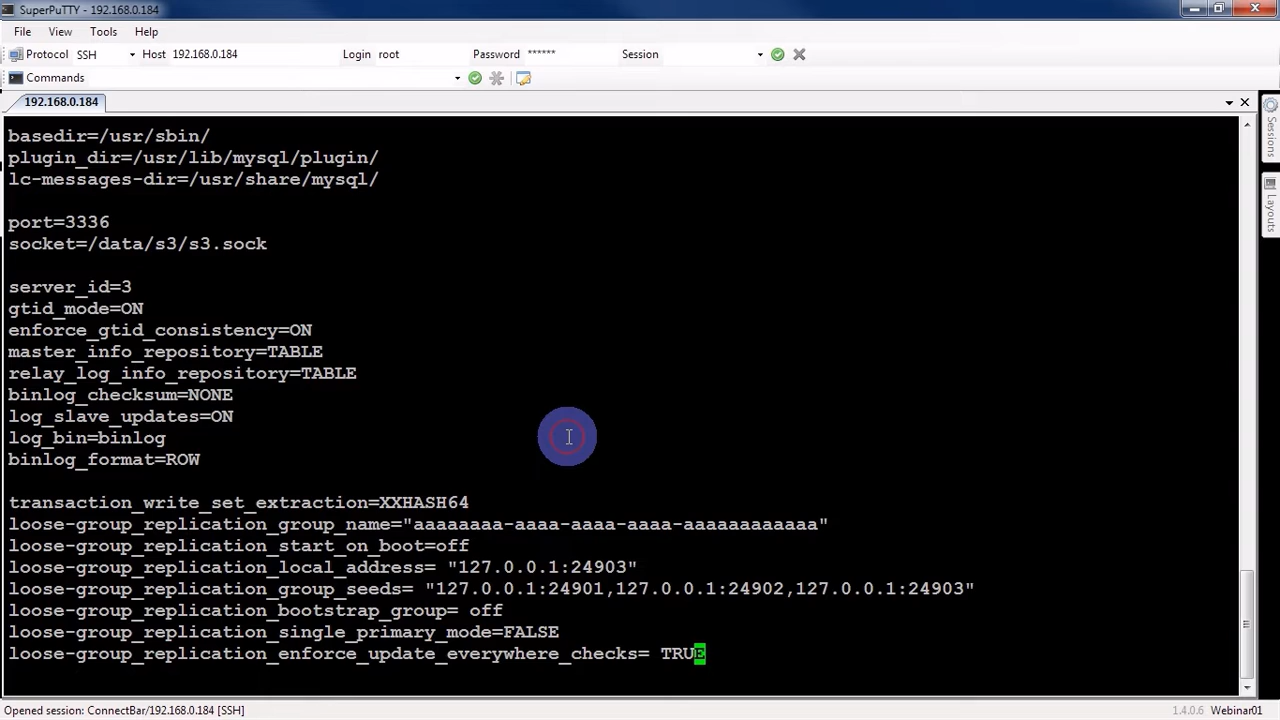 SuperPuTTY - 192.168.0.184
File View Tools Help
Protocol SSH Host 192.168.0.184 Login root Password ****** Session
Commands
192.168.0.184
basedir=/usr/sbin/
plugin_dir=/usr/lib/mysql/plugin/
lc-messages-dir=/usr/share/mysql/
port=3336
socket=/data/s3/s3.sock
server_id=3
gtid_mode=ON
enforce_gtid_consistency=ON
master_info_repository=TABLE
relay_log_info_repository=TABLE
binlog_checksum=NONE
log_slave_updates=ON
log_bin=binlog
binlog_format=ROW
transaction_write_set_extraction=XXHASH64
loose-group_replication_group_name="aaaaaaaa-aaaa-aaaa-aaaa-aaaaaaaaaaaa"
loose-group_replication_start_on_boot=off
loose-group_replication_local_address= "127.0.0.1:24903"
loose-group_replication_group_seeds= "127.0.0.1:24901,127.0.0.1:24902,127.0.0.1:24903"
loose-group_replication_bootstrap_group= off
loose-group_replication_single_primary_mode=FALSE
loose-group_replication_enforce_update_everywhere_checks= TRUE
Sessions
Layouts
Opened session: ConnectBar/192.168.0.184 [SSH] 1.4.0.6 Webinar01